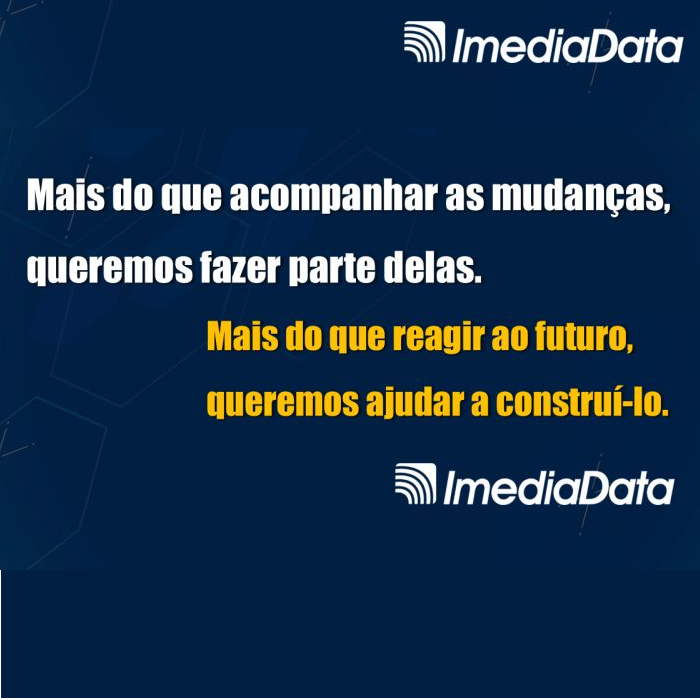 ImediaData
Mais do que acompanhar as mudanças,
queremos fazer parte delas.
Mais do que reagir ao futuro,
queremos ajudar a construí-lo.
ImediaData